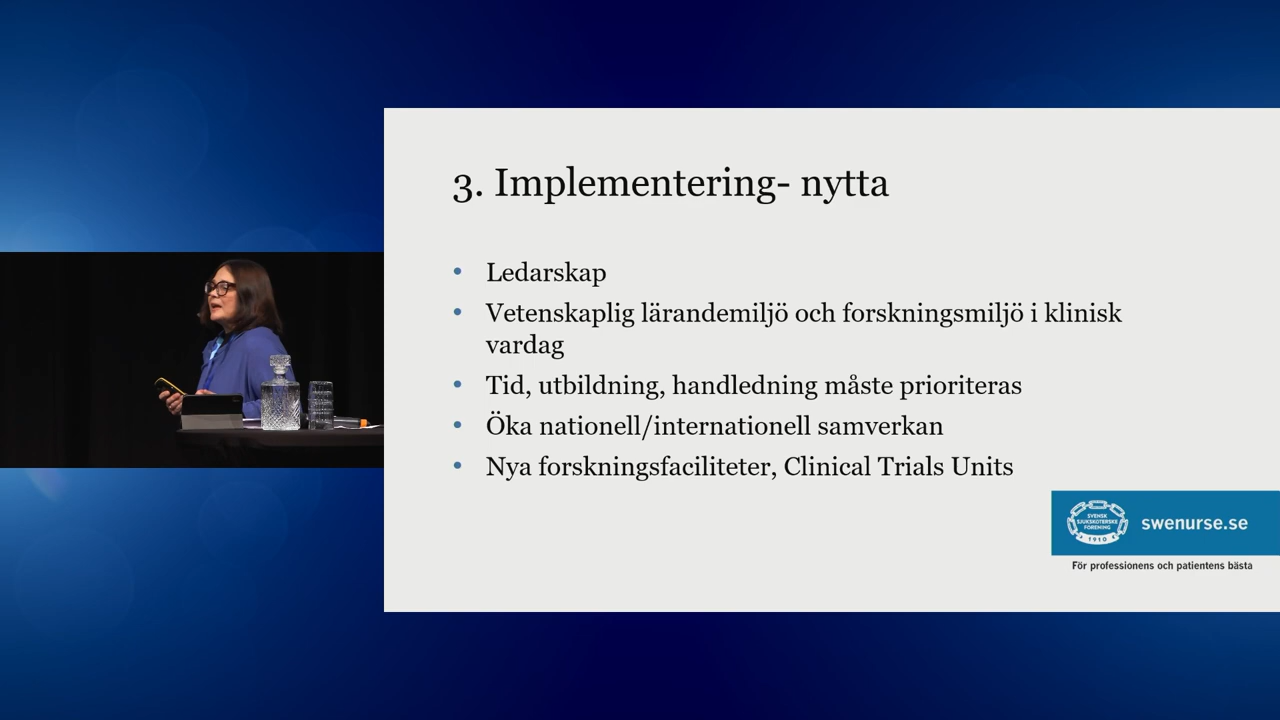 3. Implementering- nytta
• Ledarskap
• Vetenskaplig lärandemiljö och forskningsmiljö i klinisk
vardag
• Tid, utbildning, handledning måste prioriteras
• Öka nationell/internationell samverkan
• Nya forskningsfaciliteter, Clinical Trials Units
SVENSK
SJUKSKÖTERSKE
FÖRENING
1910
swenurse.se
För professionens och patientens bästa